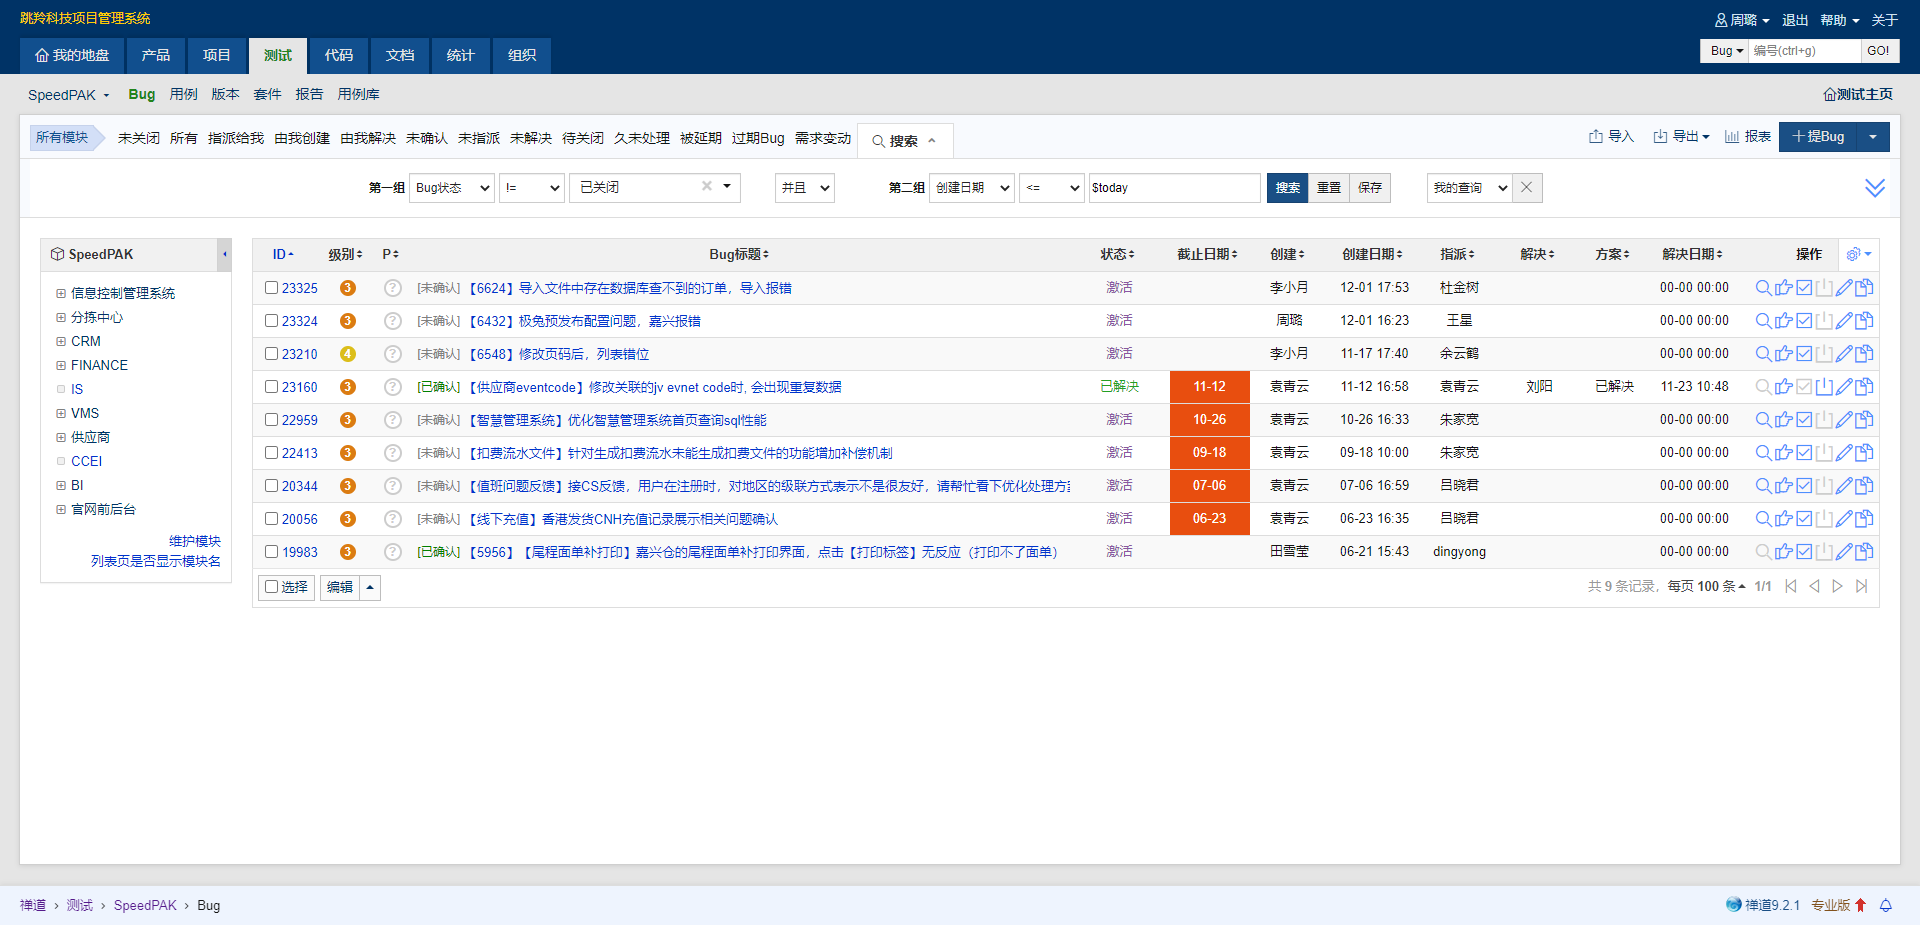 跳羚科技项目管理系统
周璐 退出 帮助 关于
我的地盘 产品 项目 测试 代码 文档 统计 组织
Bug 编号(ctrl+g) GO!
SpeedPAK Bug 用例 版本 套件 报告 用例库 测试主页
所有模块 未关闭 所有 指派给我 由我创建 由我解决 未确认 未指派 未解决 待关闭 久未处理 被延期 过期Bug 需求变动 搜索 导入 导出 报表 提Bug
第一组 Bug状态 != 已关闭 并且 第二组 创建日期 <= $today 搜索 重置 保存 我的查询
SpeedPAK
信息控制管理系统
分拣中心
CRM
FINANCE
IS
VMS
供应商
CCEI
BI
官网前后台
维护模块
列表页是否显示模块名
ID 级别 P Bug标题 状态 截止日期 创建 创建日期 指派 解决 方案 解决日期 操作
23325 3 ? [未确认] 【6624】导入文件中存在数据库查不到的订单，导入报错 激活 李小月 12-01 17:53 杜金树 00-00 00:00
23324 3 ? [未确认] 【6432】极兔预发布配置问题，嘉兴报错 激活 周璐 12-01 16:23 王星 00-00 00:00
23210 4 ? [未确认] 【6548】修改页码后，列表错位 激活 李小月 11-17 17:40 余云鹤 00-00 00:00
23160 3 ? [已确认] 【供应商eventcode】修改关联的jv evnet code时, 会出现重复数据 已解决 11-12 袁青云 11-12 16:58 袁青云 刘阳 已解决 11-23 10:48
22959 3 ? [未确认] 【智慧管理系统】优化智慧管理系统首页查询sql性能 激活 10-26 袁青云 10-26 16:33 朱家宽 00-00 00:00
22413 3 ? [未确认] 【扣费流水文件】针对生成扣费流水未能生成扣费文件的功能增加补偿机制 激活 09-18 袁青云 09-18 10:00 朱家宽 00-00 00:00
20344 3 ? [未确认] 【值班问题反馈】接CS反馈，用户在注册时，对地区的级联方式表示不是很友好，请帮忙看下优化处理方案 激活 07-06 袁青云 07-06 16:59 吕晓君 00-00 00:00
20056 3 ? [未确认] 【线下充值】香港发货CNH充值记录展示相关问题确认 激活 06-23 袁青云 06-23 16:35 吕晓君 00-00 00:00
19983 3 ? [已确认] 【5956】【尾程面单补打印】嘉兴仓的尾程面单补打印界面，点击【打印标签】无反应（打印不了面单） 激活 田雪莹 06-21 15:43 dingyong 00-00 00:00
选择 编辑 共 9 条记录，每页 100 条 1/1
禅道 › 测试 › SpeedPAK › Bug 禅道9.2.1 专业版